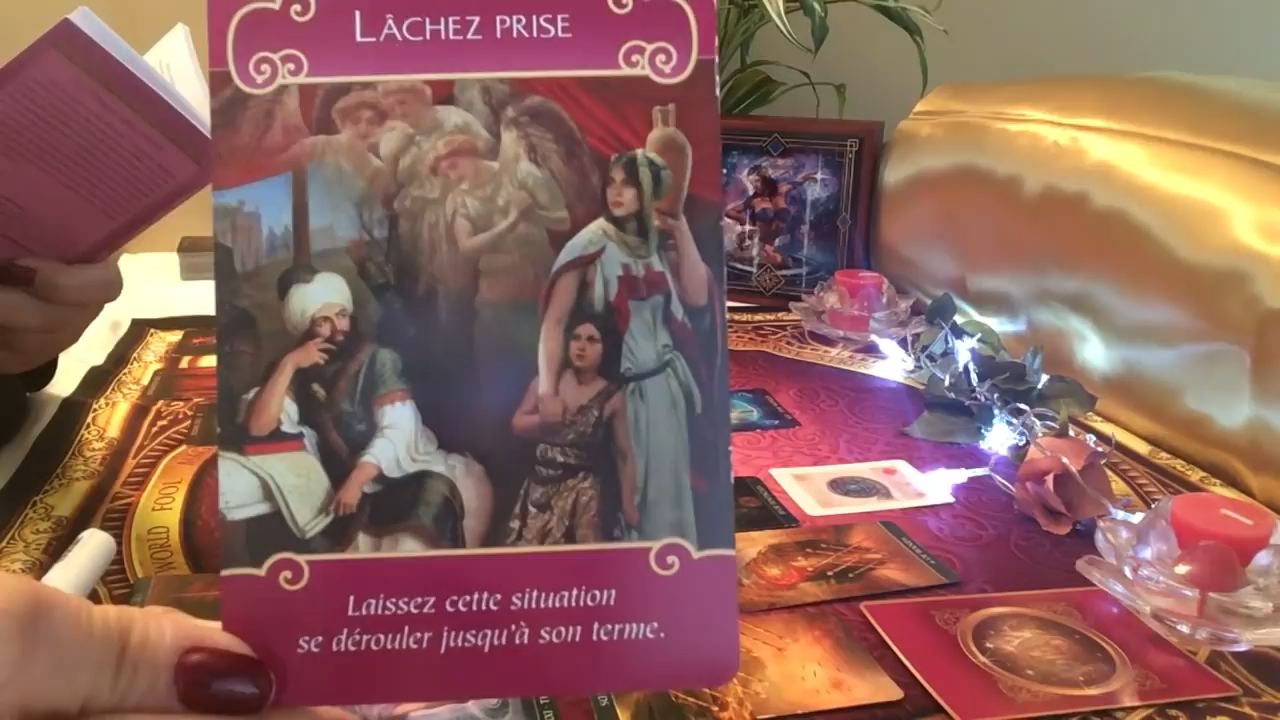 LÂCHEZ PRISE
Laissez cette situation
se dérouler jusqu'à son terme.
WORLD FOOL